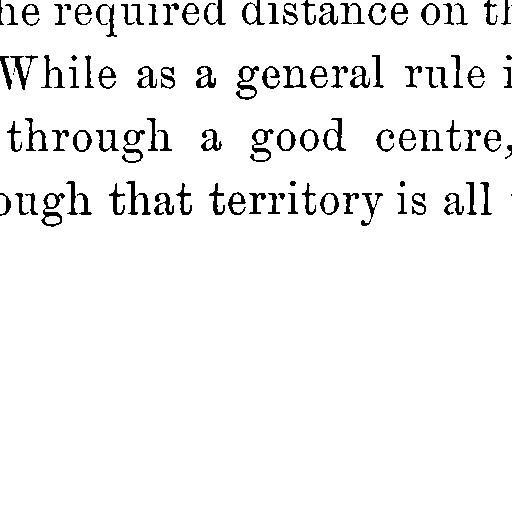 he required distance on th
While as a general rule i
through a good centre,
ough that territory is all